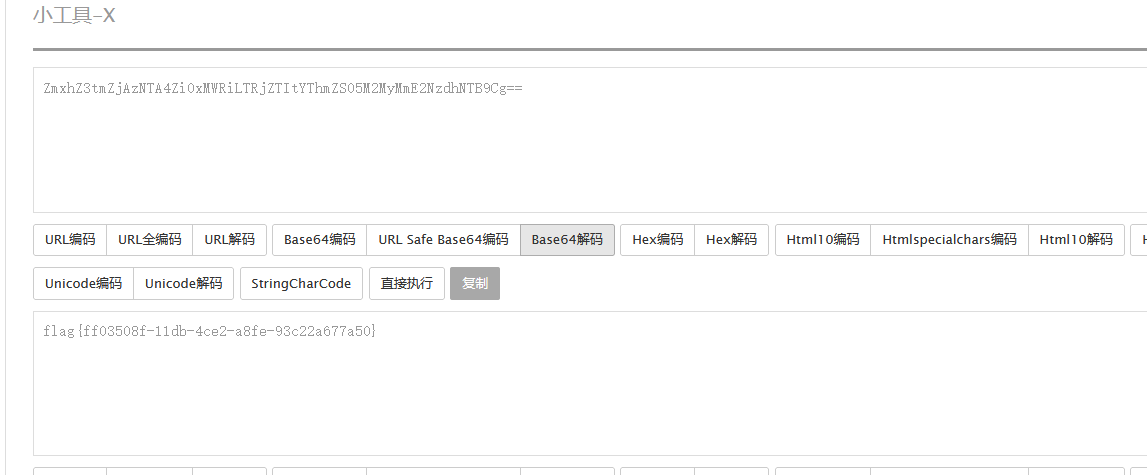 小工具-X
ZmxhZ3tmZjAzNTA4Zi0xMWRiLTRjZTItYThmZS05M2MyMmE2NzdhNTB9Cg==
URL编码 URL全编码 URL解码 Base64编码 URL Safe Base64编码 Base64解码 Hex编码 Hex解码 Html10编码 Htmlspecialchars编码 Html10解码
Unicode编码 Unicode解码 StringCharCode 直接执行 复制
flag{ff03508f-11db-4ce2-a8fe-93c22a677a50}